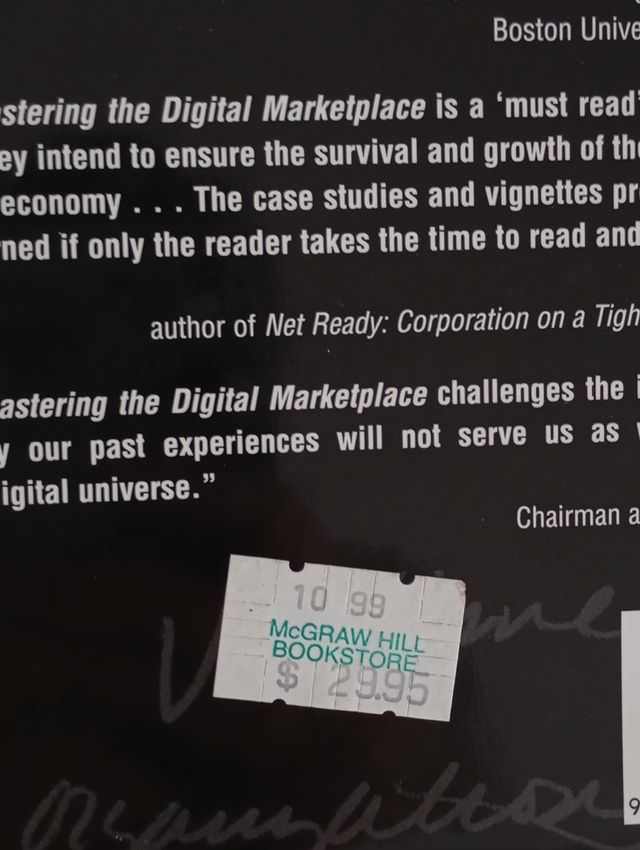 Boston Unive
stering the Digital Marketplace is a ‘must read’
ey intend to ensure the survival and growth of the
economy . . . The case studies and vignettes pr
ned if only the reader takes the time to read and
author of Net Ready: Corporation on a Tigh
astering the Digital Marketplace challenges the i
y our past experiences will not serve us as
igital universe.”
Chairman a
10 99
McGRAW HILL
BOOKSTORE
$ 29.95
9